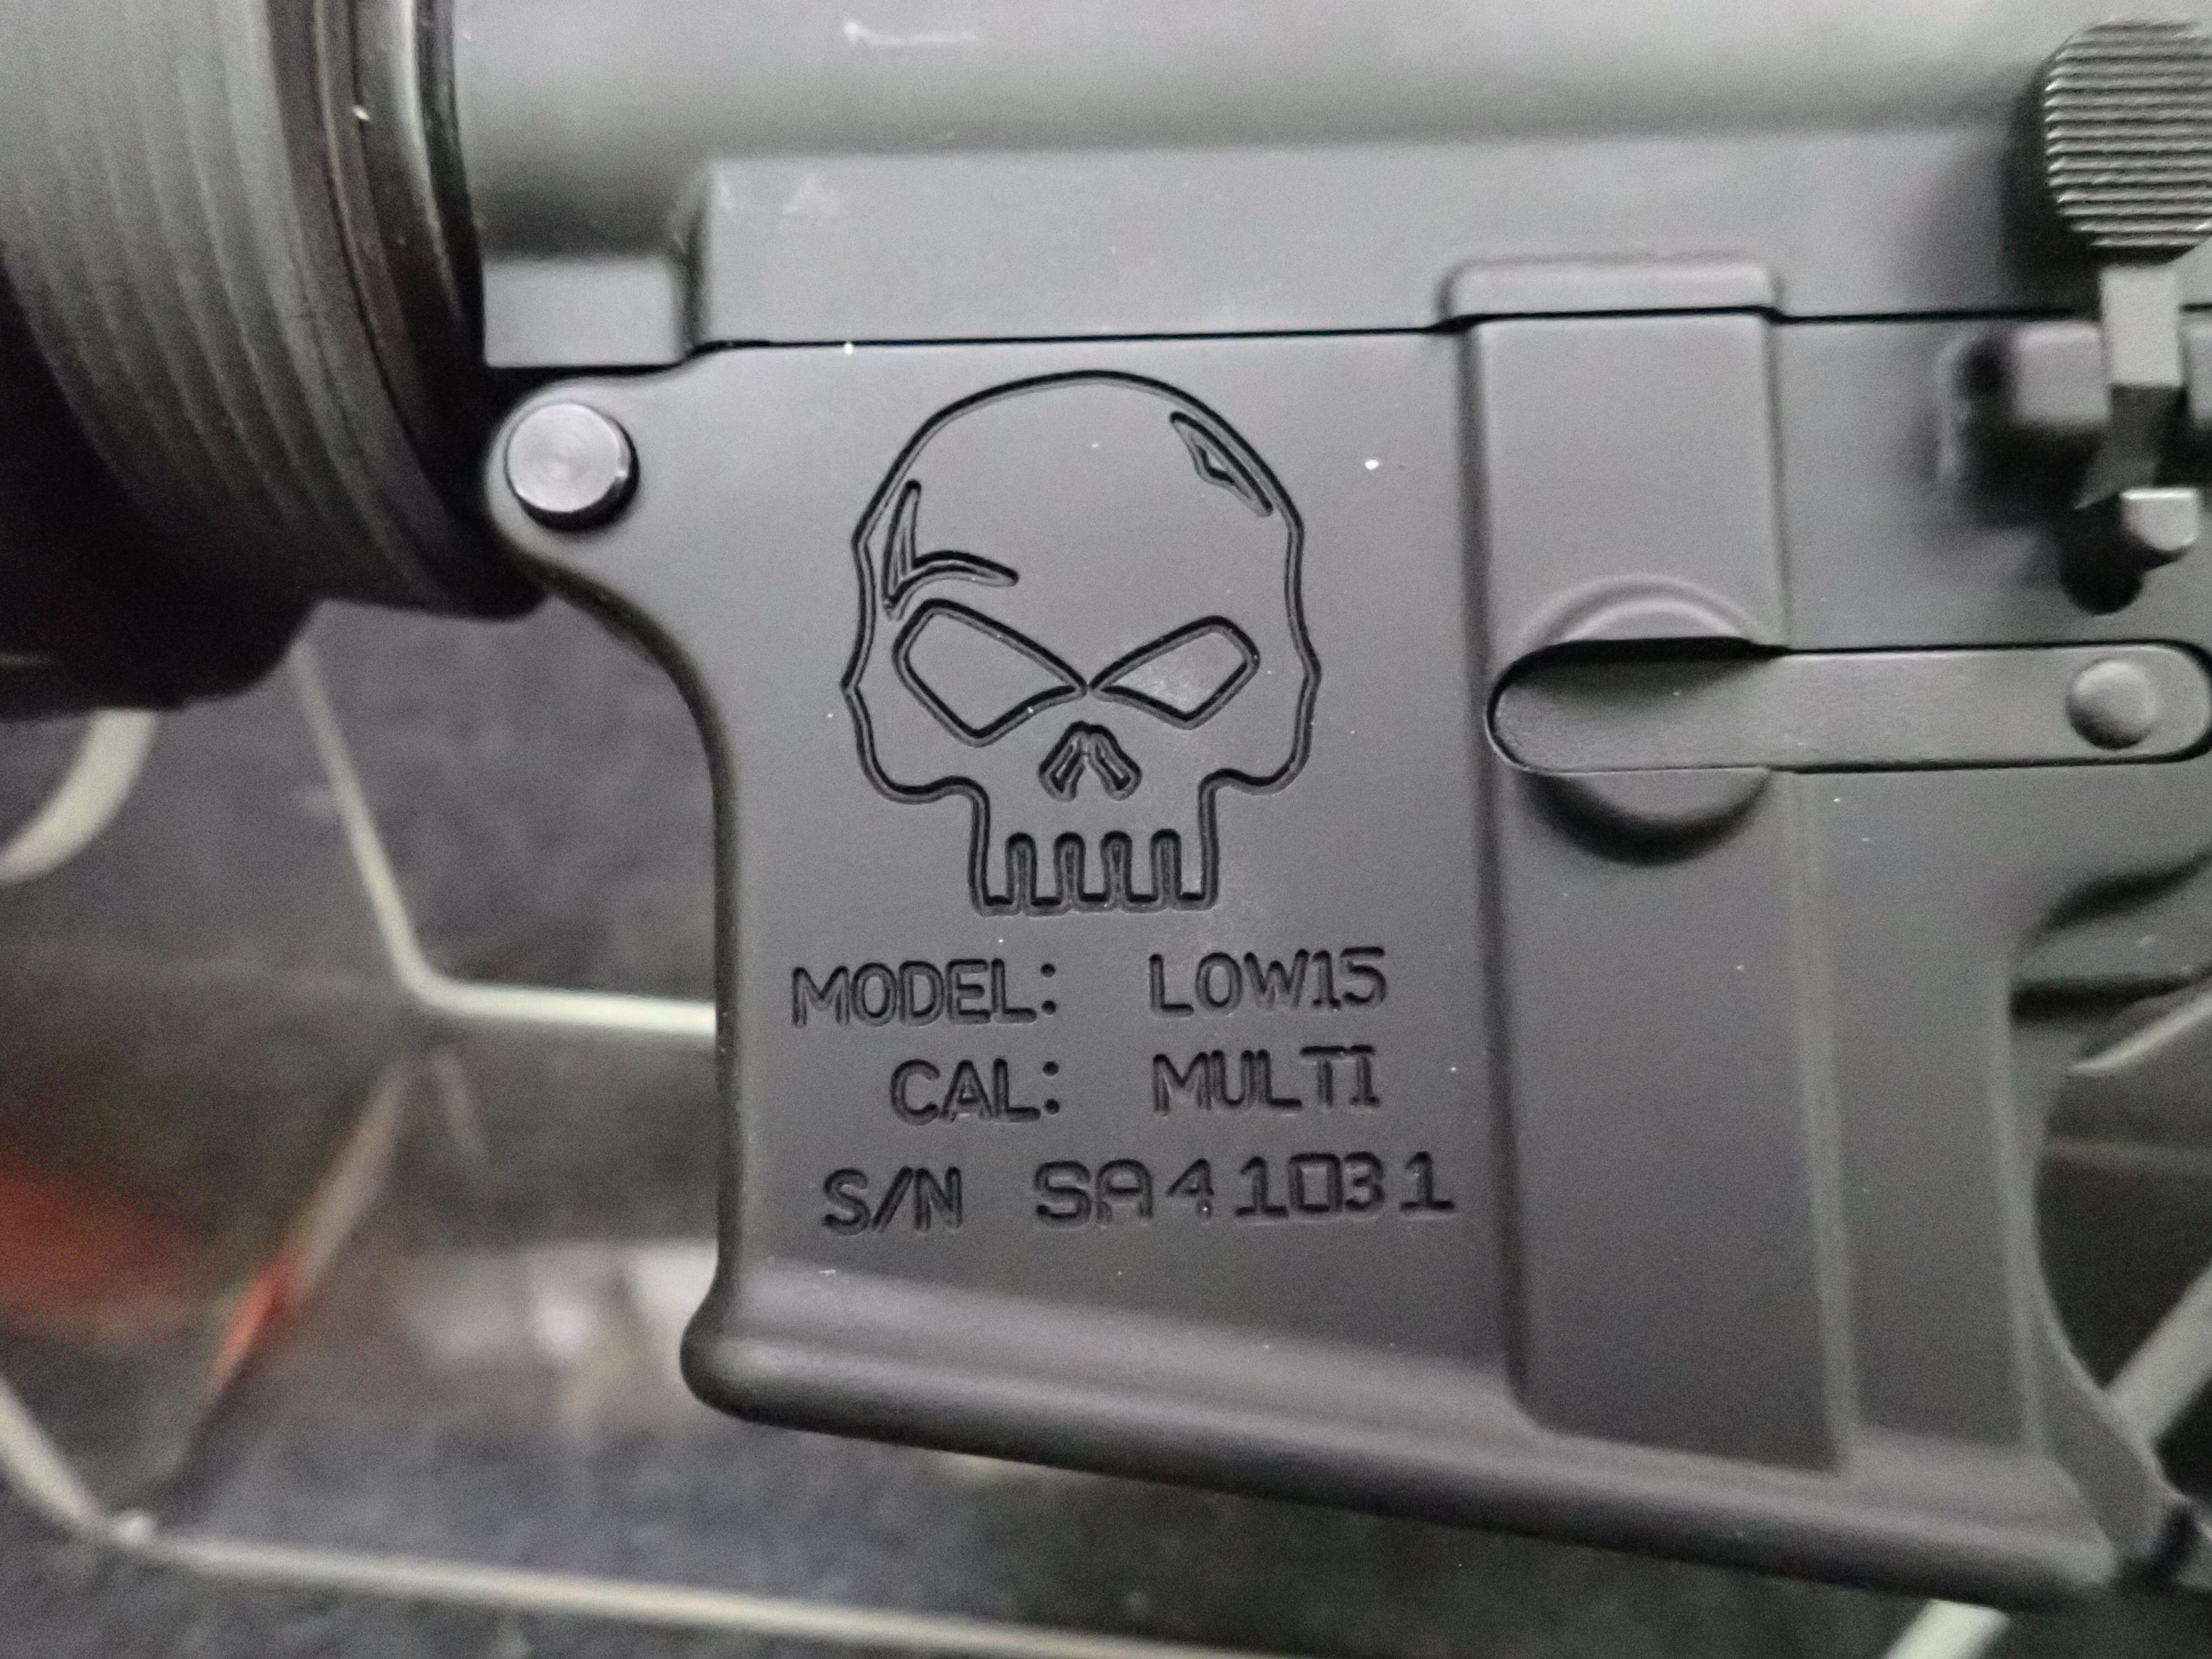 MODEL: LOW15
CAL: MULTI
S/N SA41031